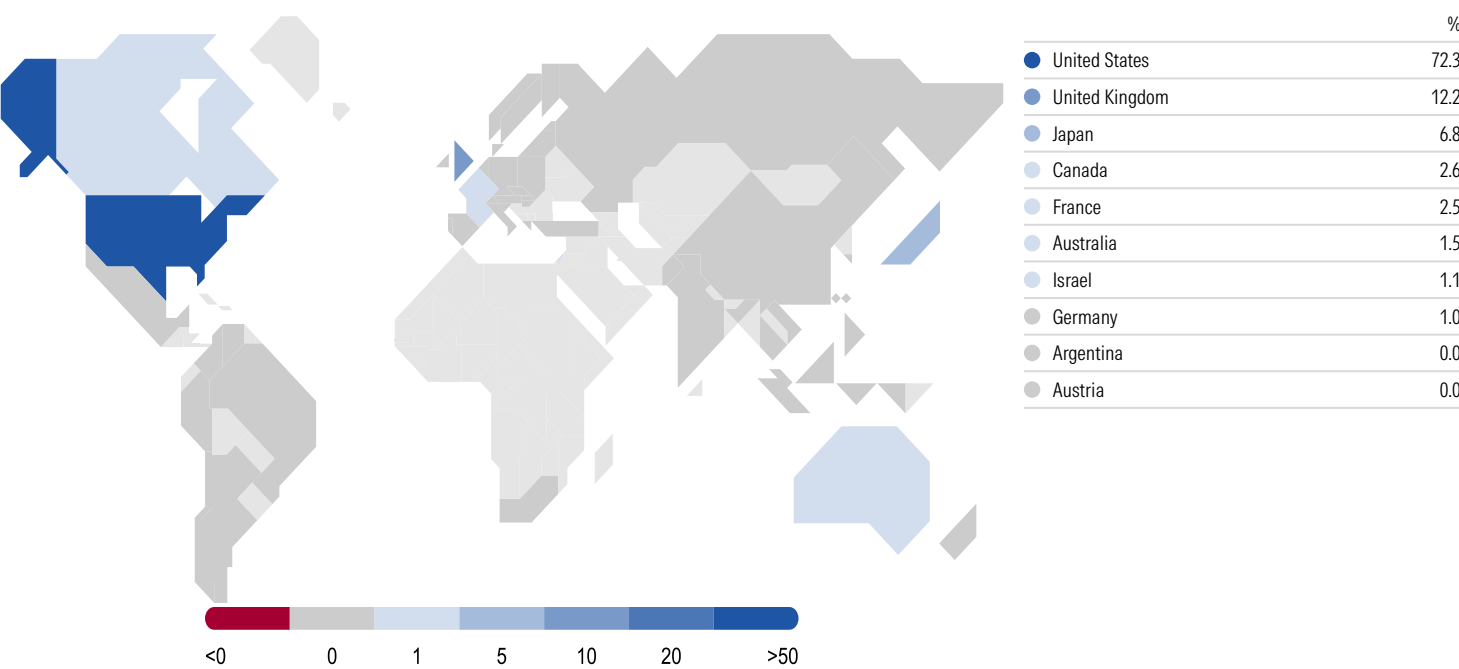 %
United States 72.3
United Kingdom 12.2
Japan 6.8
Canada 2.6
France 2.5
Australia 1.5
Israel 1.1
Germany 1.0
Argentina 0.0
Austria 0.0
<0 0 1 5 10 20 >50